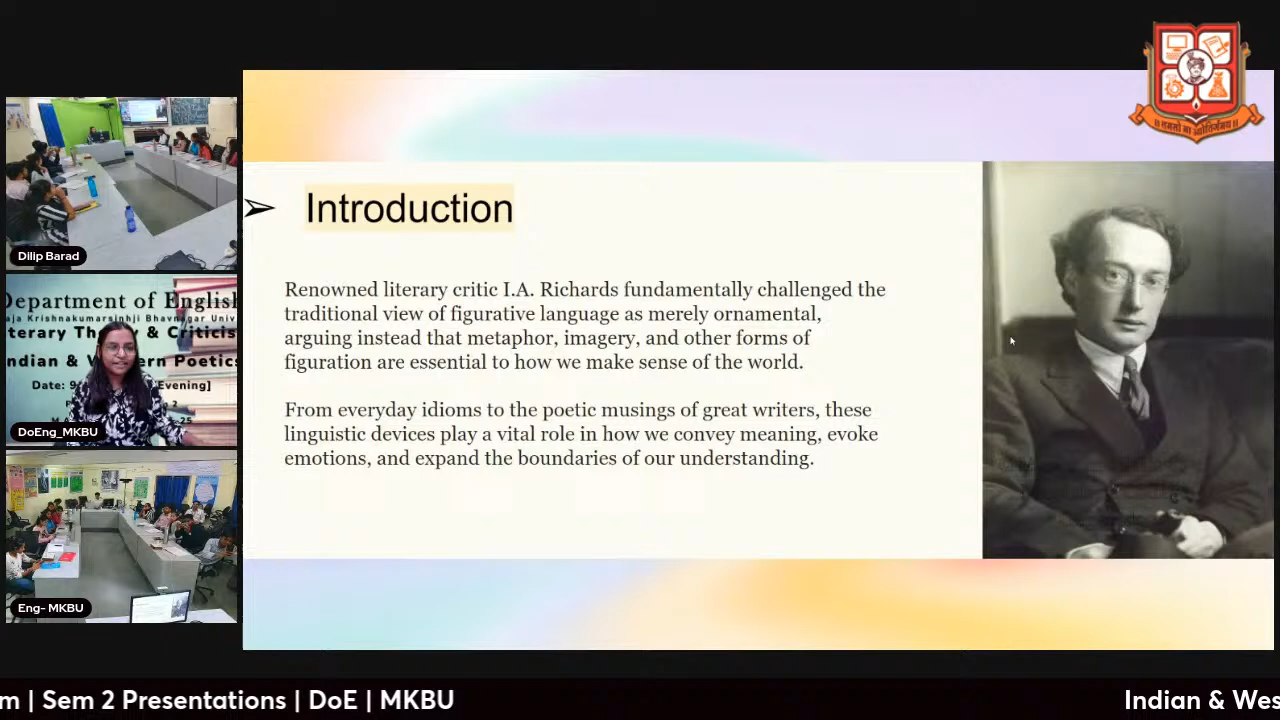 Dilip Barad
Department of English
Krishnakumarsinhji Bhavnagar
& Criticis
Indian &
Poetics
Date: 9
Evening]
DoEng_MKBU
Eng- MKBU
➢ Introduction
Renowned literary critic I.A. Richards fundamentally challenged the
traditional view of figurative language as merely ornamental,
arguing instead that metaphor, imagery, and other forms of
figuration are essential to how we make sense of the world.
From everyday idioms to the poetic musings of great writers, these
linguistic devices play a vital role in how we convey meaning, evoke
emotions, and expand the boundaries of our understanding.
m | Sem 2 Presentations | DoE | MKBU
Indian & Wes